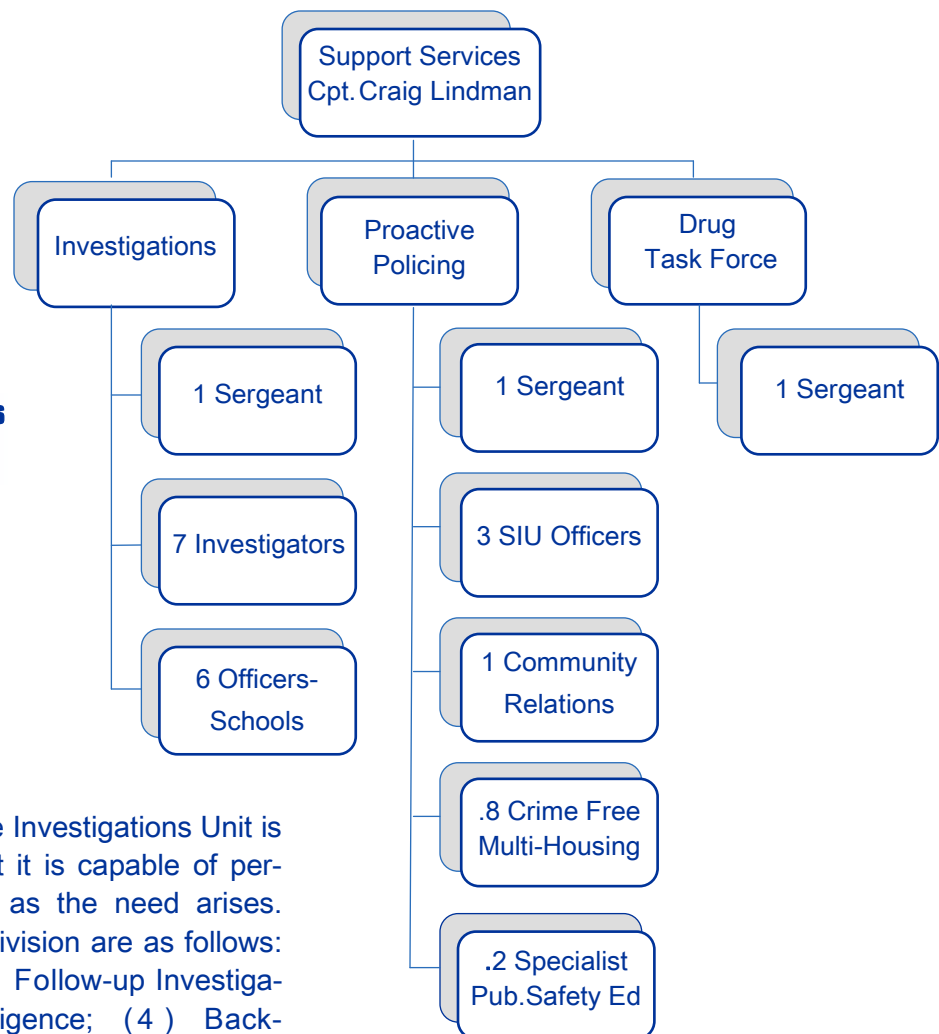 Support Services
Cpt. Craig Lindman
Investigations
Proactive
Policing
Drug
Task Force
1 Sergeant
7 Investigators
6 Officers-
Schools
1 Sergeant
3 SIU Officers
1 Community
Relations
.8 Crime Free
Multi-Housing
.2 Specialist
Pub.Safety Ed
1 Sergeant
e Investigations Unit is
t it is capable of per-
as the need arises.
ivision are as follows:
Follow-up Investiga-
igence; (4 ) Back-